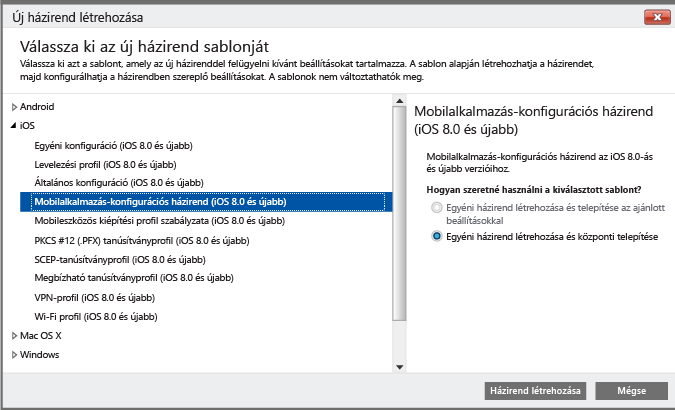 Új házirend létrehozása
Válassza ki az új házirend sablonját
Válassza ki azt a sablont, amely az új házirenddel felügyelni kívánt beállításokat tartalmazza. A sablon alapján létrehozhatja a házirendet,
majd konfigurálhatja a házirendben szereplő beállításokat. A sablonok nem változtathatók meg.
Android
iOS
Egyéni konfiguráció (iOS 8.0 és újabb)
Levelezési profil (iOS 8.0 és újabb)
Általános konfiguráció (iOS 8.0 és újabb)
Mobilalkalmazás-konfigurációs házirend (iOS 8.0 és újabb)
Mobileszközös kiépítési profil szabályzata (iOS 8.0 és újabb)
PKCS #12 (.PFX) tanúsítványprofil (iOS 8.0 és újabb)
SCEP-tanúsítványprofil (iOS 8.0 és újabb)
Megbízható tanúsítványprofil (iOS 8.0 és újabb)
VPN-profil (iOS 8.0 és újabb)
Wi-Fi profil (iOS 8.0 és újabb)
Mac OS X
Windows
Mobilalkalmazás-konfigurációs házirend
(iOS 8.0 és újabb)
Mobilalkalmazás-konfigurációs házirend az iOS 8.0-ás
és újabb verzióihoz.
Hogyan szeretné használni a kiválasztott sablont?
Egyéni házirend létrehozása és telepítése az ajánlott
beállításokkal
Egyéni házirend létrehozása és központi telepítése
Házirend létrehozása
Mégse